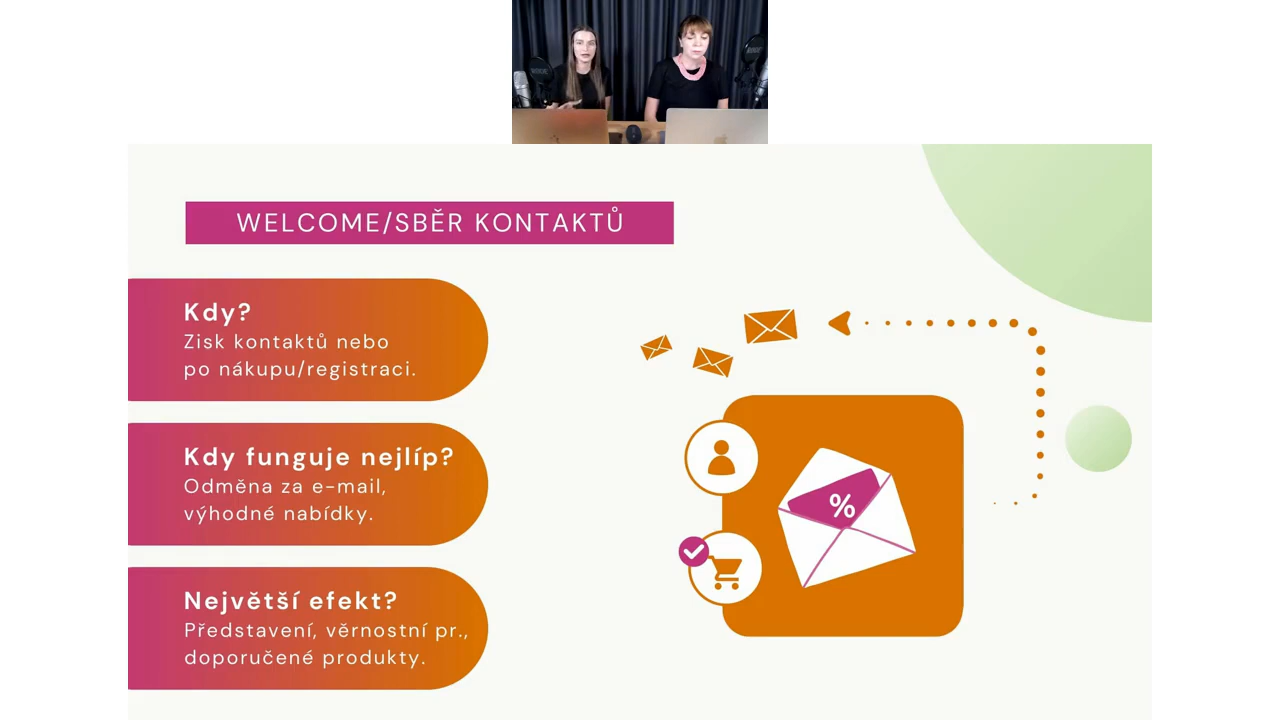 WELCOME/SBĚR KONTAKTŮ
Kdy?
Zisk kontaktů nebo
po nákupu/registraci.
Kdy funguje nejlíp?
Odměna za e-mail,
výhodné nabídky.
Největší efekt?
Představení, věrnostní pr.,
doporučené produkty.
%